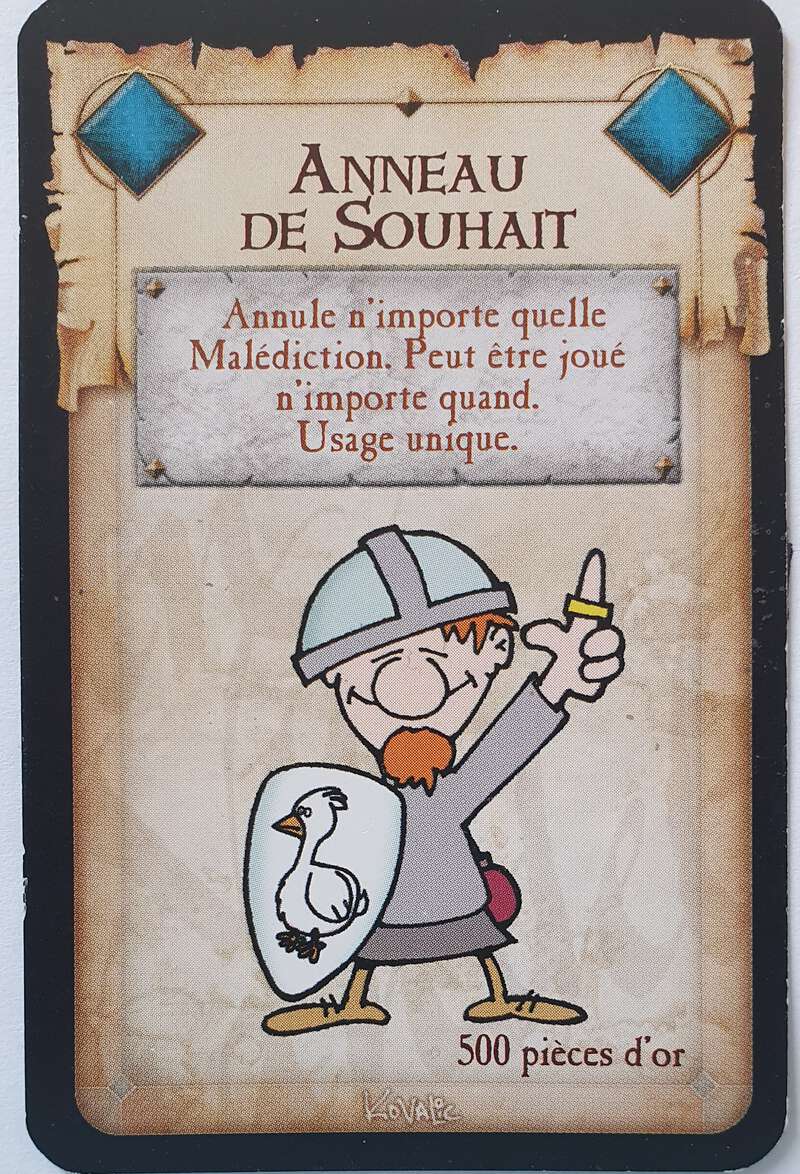 Anneau
de Souhait
Annule n'importe quelle
Malédiction. Peut être joué
n'importe quand.
Usage unique.
500 pièces d'or
Kovalic